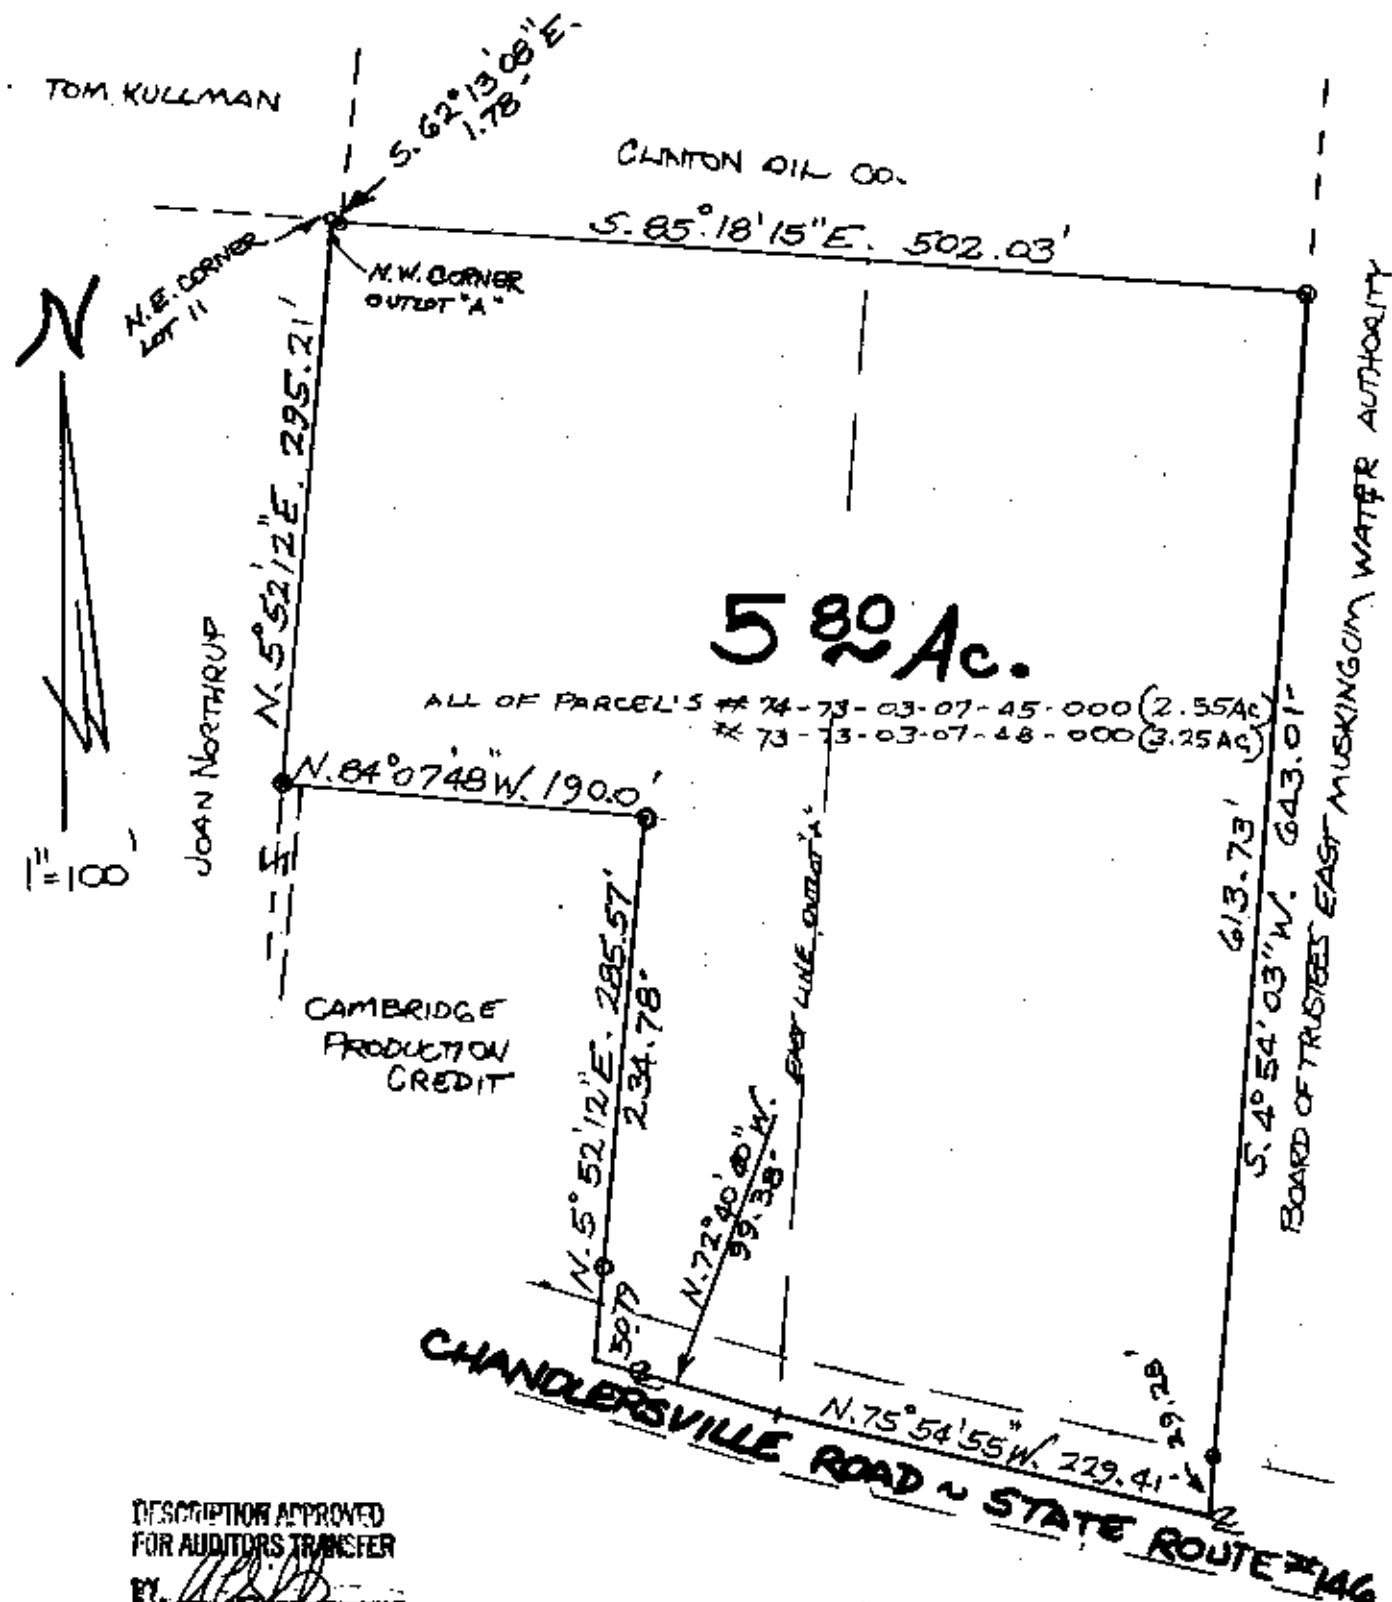 TOM KULLMAN
S. 62°13'08"E.
1.78'
CLINTON OIL CO.
S. 85°18'15"E. 502.03'
N.E. CORNER
LOT 11
N.W. CORNER
OUTLOT "A"
N
1"=100'
N. 5°52'12"E. 295.21'
JOAN NORTHRUP
5 80 Ac.
ALL OF PARCEL'S # 74-73-03-07-45-000 (2.55AC)
# 73-73-03-07-48-000 (3.25AC)
N. 84°07'48"W. 190.0'
S. 4°54'03"W. 643.01'
613.73'
BOARD OF TRUSTEES EAST MUSKINGUM WATER AUTHORITY
CAMBRIDGE
PRODUCTION
CREDIT
N. 5°52'12"E. 285.57'
234.78'
EAST LINE OUTLOT "A"
N. 72°40'00"W.
99.38'
50.79
N. 75°54'55"W. 229.41'
29.28'
CHANDLERSVILLE ROAD ~ STATE ROUTE #146
DESCRIPTION APPROVED
FOR AUDITORS TRANSFER
BY.